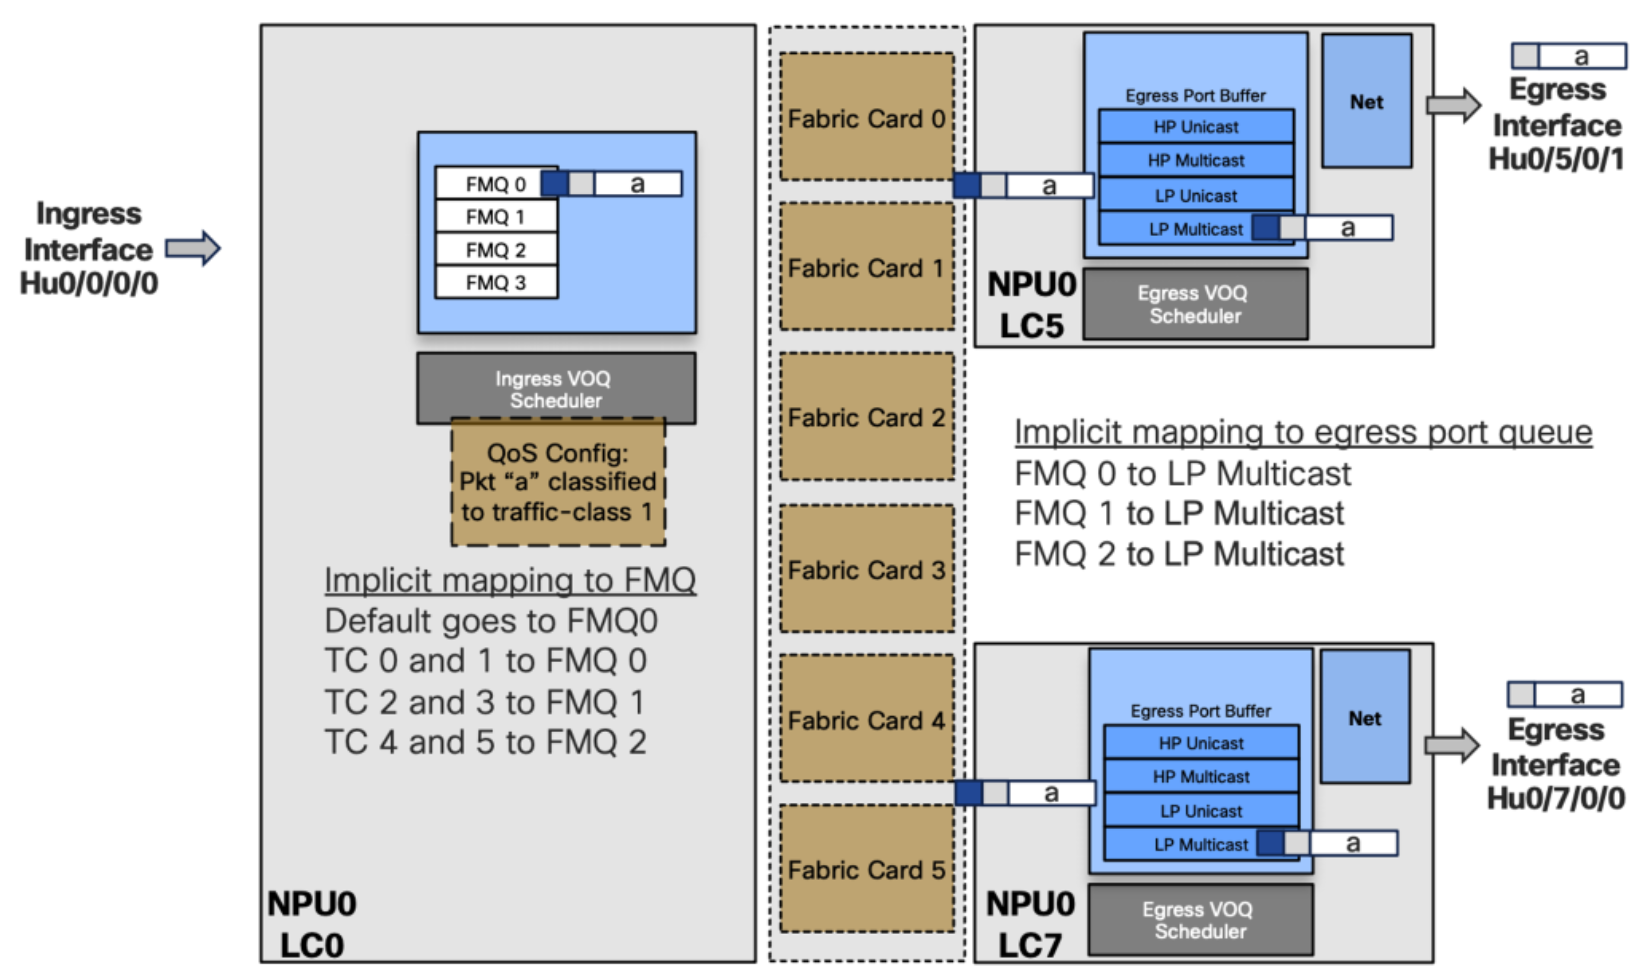 Ingress
Interface
Hu0/0/0/0
FMQ 0
a
FMQ 1
FMQ 2
FMQ 3
Ingress VOQ
Scheduler
QoS Config:
Pkt “a” classified
to traffic-class 1
Implicit mapping to FMQ
Default goes to FMQ0
TC 0 and 1 to FMQ 0
TC 2 and 3 to FMQ 1
TC 4 and 5 to FMQ 2
NPU0
LC0
Fabric Card 0
Fabric Card 1
Fabric Card 2
Fabric Card 3
Fabric Card 4
Fabric Card 5
a
Egress Port Buffer
HP Unicast
HP Multicast
LP Unicast
LP Multicast
a
Net
NPU0
LC5
Egress VOQ
Scheduler
a
Egress
Interface
Hu0/5/0/1
Implicit mapping to egress port queue
FMQ 0 to LP Multicast
FMQ 1 to LP Multicast
FMQ 2 to LP Multicast
a
Egress Port Buffer
HP Unicast
HP Multicast
LP Unicast
LP Multicast
a
Net
NPU0
LC7
Egress VOQ
Scheduler
a
Egress
Interface
Hu0/7/0/0